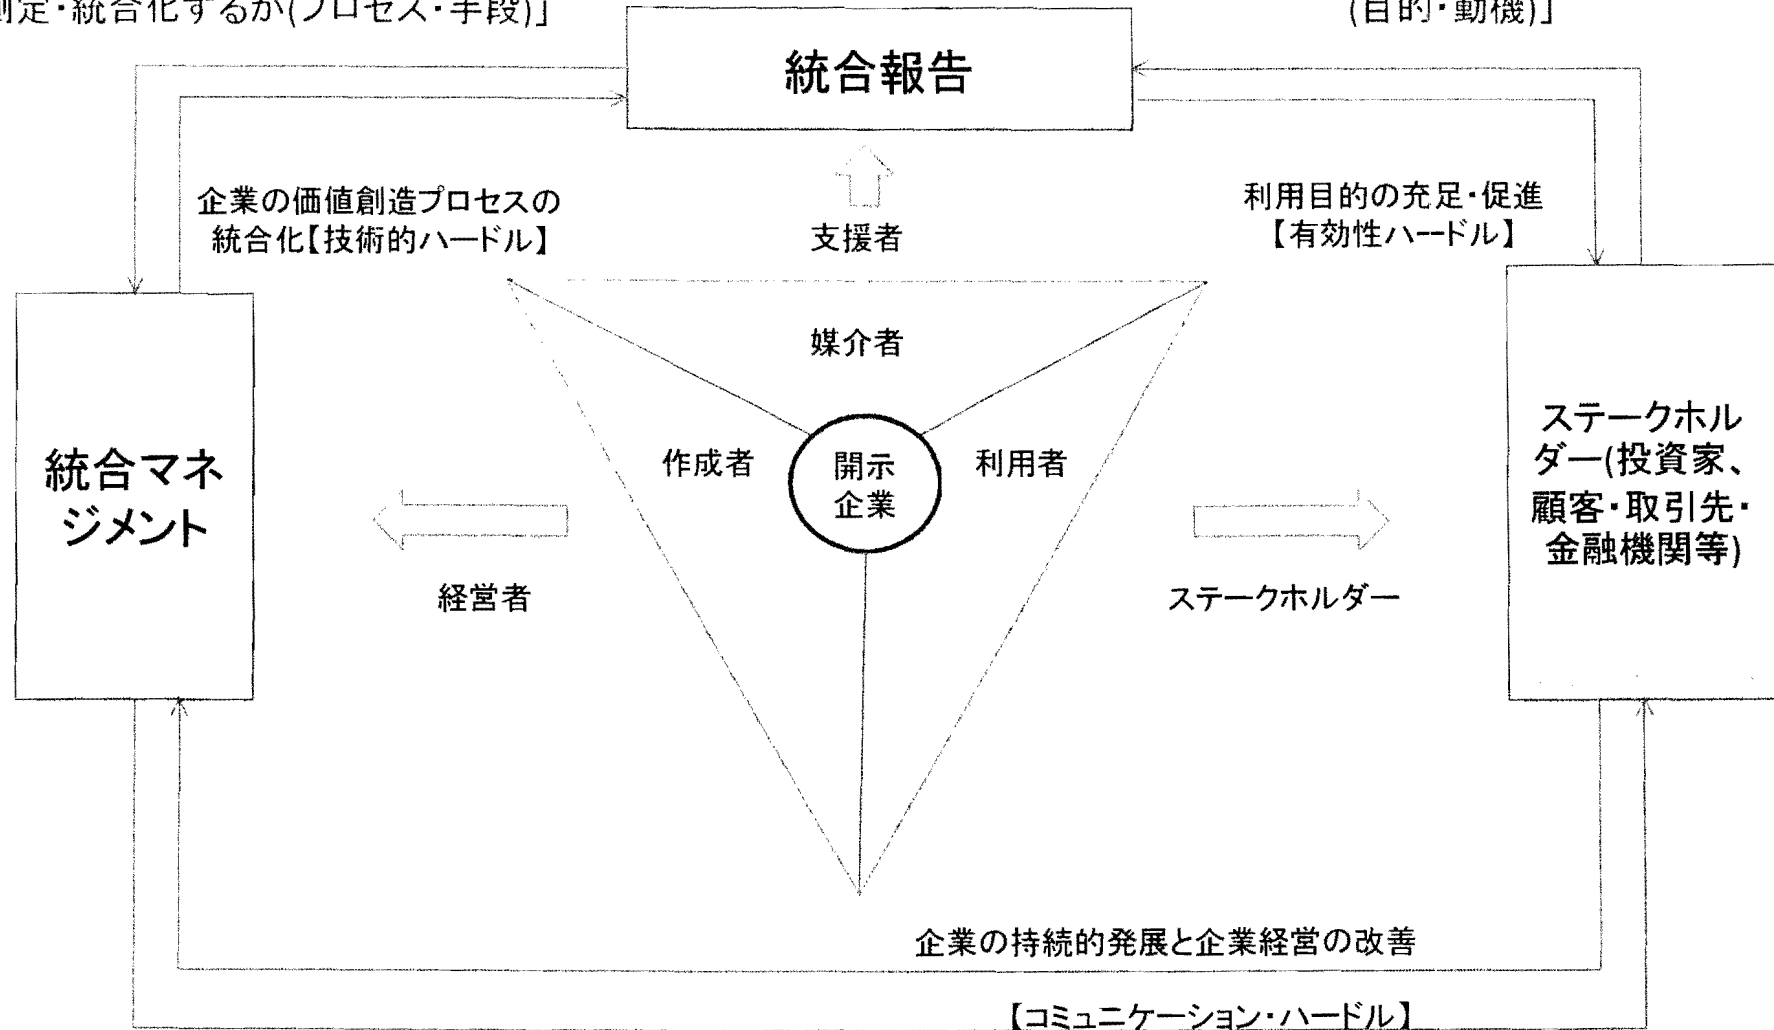 測定・統合化するか(プロセス・手段)」
(目的・動機)」
統合報告
企業の価値創造プロセスの
統合化【技術的ハードル】
支援者
利用目的の充足・促進
【有効性ハードル】
媒介者
統合マネ
ジメント
作成者
開示
企業
利用者
ステークホル
ダー(投資家、
顧客・取引先・
金融機関等)
経営者
ステークホルダー
企業の持続的発展と企業経営の改善
【コミュニケーション・ハードル】